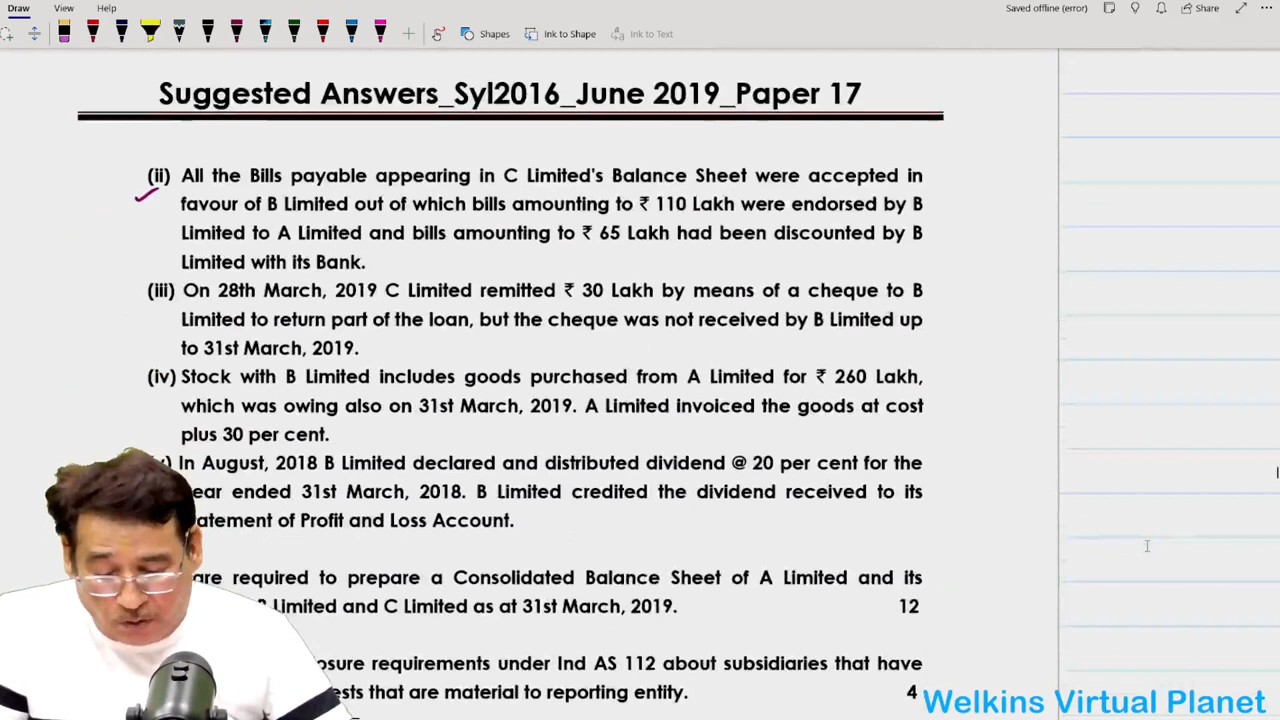 Draw View Help
Saved offline (error) Share
Shapes Ink to Shape Ink to Text
Suggested Answers_Syl2016_June 2019_Paper 17
(ii) All the Bills payable appearing in C Limited's Balance Sheet were accepted in
favour of B Limited out of which bills amounting to ₹ 110 Lakh were endorsed by B
Limited to A Limited and bills amounting to ₹ 65 Lakh had been discounted by B
Limited with its Bank.
(iii) On 28th March, 2019 C Limited remitted ₹ 30 Lakh by means of a cheque to B
Limited to return part of the loan, but the cheque was not received by B Limited up
to 31st March, 2019.
(iv) Stock with B Limited includes goods purchased from A Limited for ₹ 260 Lakh,
which was owing also on 31st March, 2019. A Limited invoiced the goods at cost
plus 30 per cent.
In August, 2018 B Limited declared and distributed dividend @ 20 per cent for the
ended 31st March, 2018. B Limited credited the dividend received to its
of Profit and Loss Account.
are required to prepare a Consolidated Balance Sheet of A Limited and its
Limited and C Limited as at 31st March, 2019. 12
requirements under Ind AS 112 about subsidiaries that have
that are material to reporting entity. 4
Welkins Virtual Planet